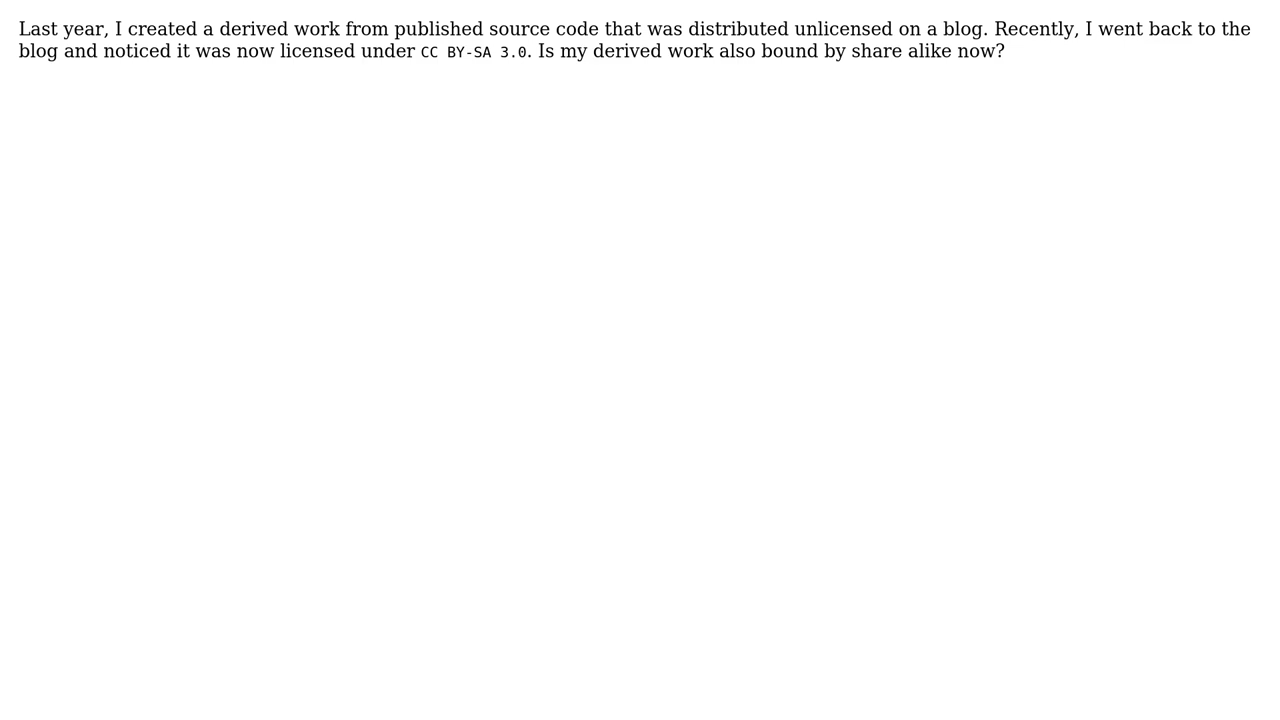 Last year, I created a derived work from published source code that was distributed unlicensed on a blog. Recently, I went back to the
blog and noticed it was now licensed under CC BY-SA 3.0. Is my derived work also bound by share alike now?